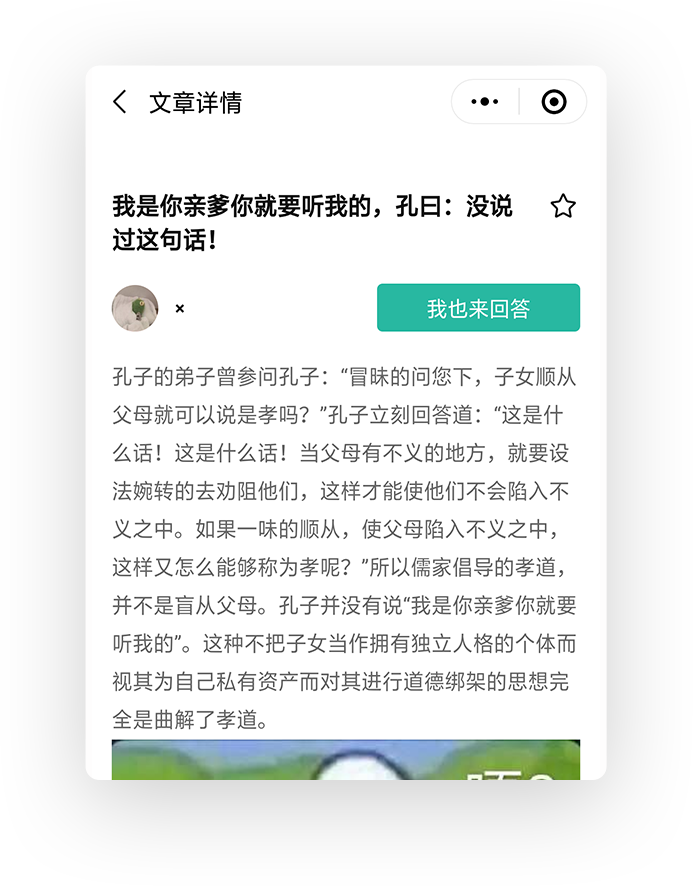 文章详情
我是你亲爹你就要听我的，孔曰：没说
过这句话！
×
我也来回答
孔子的弟子曾参问孔子：“冒昧的问您下，子女顺从
父母就可以说是孝吗？”孔子立刻回答道：“这是什
么话！这是什么话！当父母有不义的地方，就要设
法婉转的去劝阻他们，这样才能使他们不会陷入不
义之中。如果一味的顺从，使父母陷入不义之中，
这样又怎么能够称为孝呢？”所以儒家倡导的孝道，
并不是盲从父母。孔子并没有说“我是你亲爹你就要
听我的”。这种不把子女当作拥有独立人格的个体而
视其为自己私有资产而对其进行道德绑架的思想完
全是曲解了孝道。